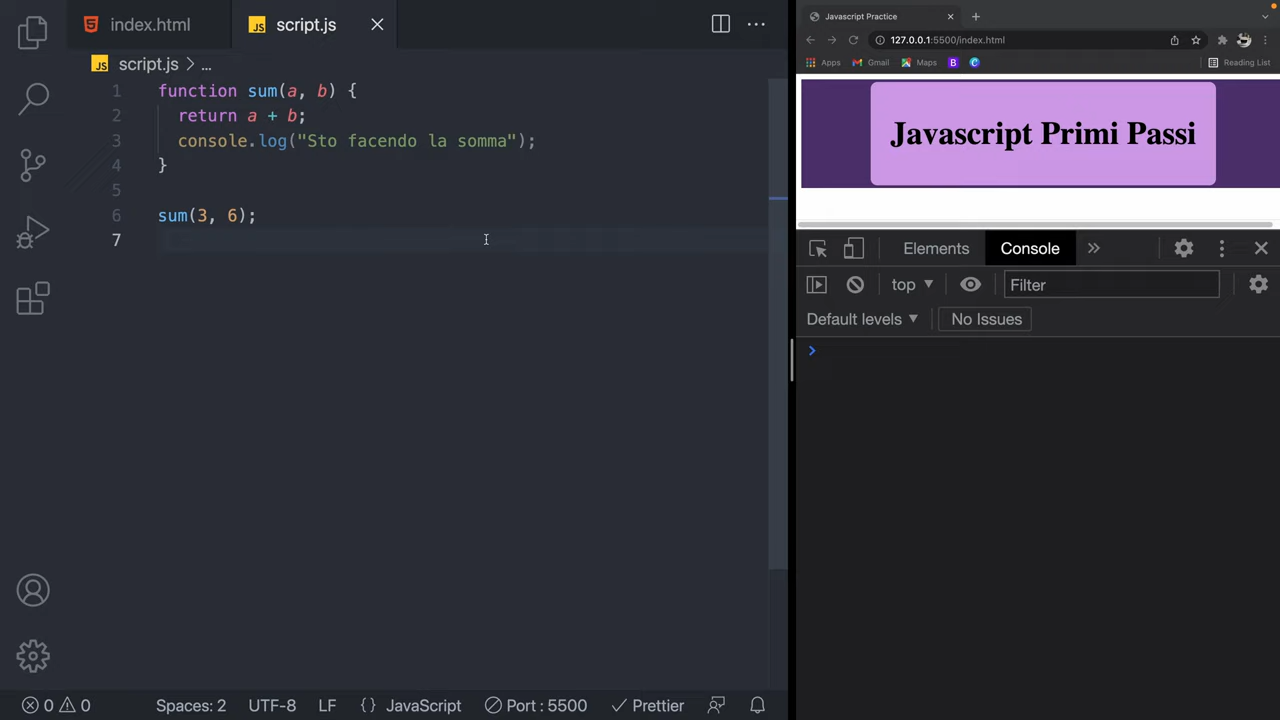 index.html
JS script.js
JS script.js > ...
1 function sum(a, b) {
2 return a + b;
3 console.log("Sto facendo la somma");
4 }
5
6 sum(3, 6);
7
0 0
Spaces: 2
UTF-8
LF
{} JavaScript
Port : 5500
Prettier
Javascript Practice
127.0.0.1:5500/index.html
Apps
Gmail
Maps
B
C
Reading List
Javascript Primi Passi
Elements
Console
top
Filter
Default levels
No Issues